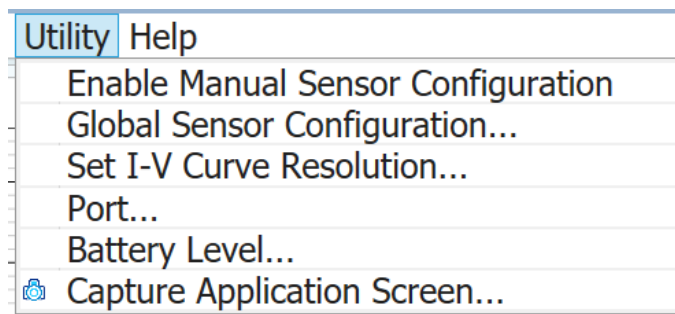 Utility Help
Enable Manual Sensor Configuration
Global Sensor Configuration...
Set I-V Curve Resolution...
Port...
Battery Level...
Capture Application Screen...